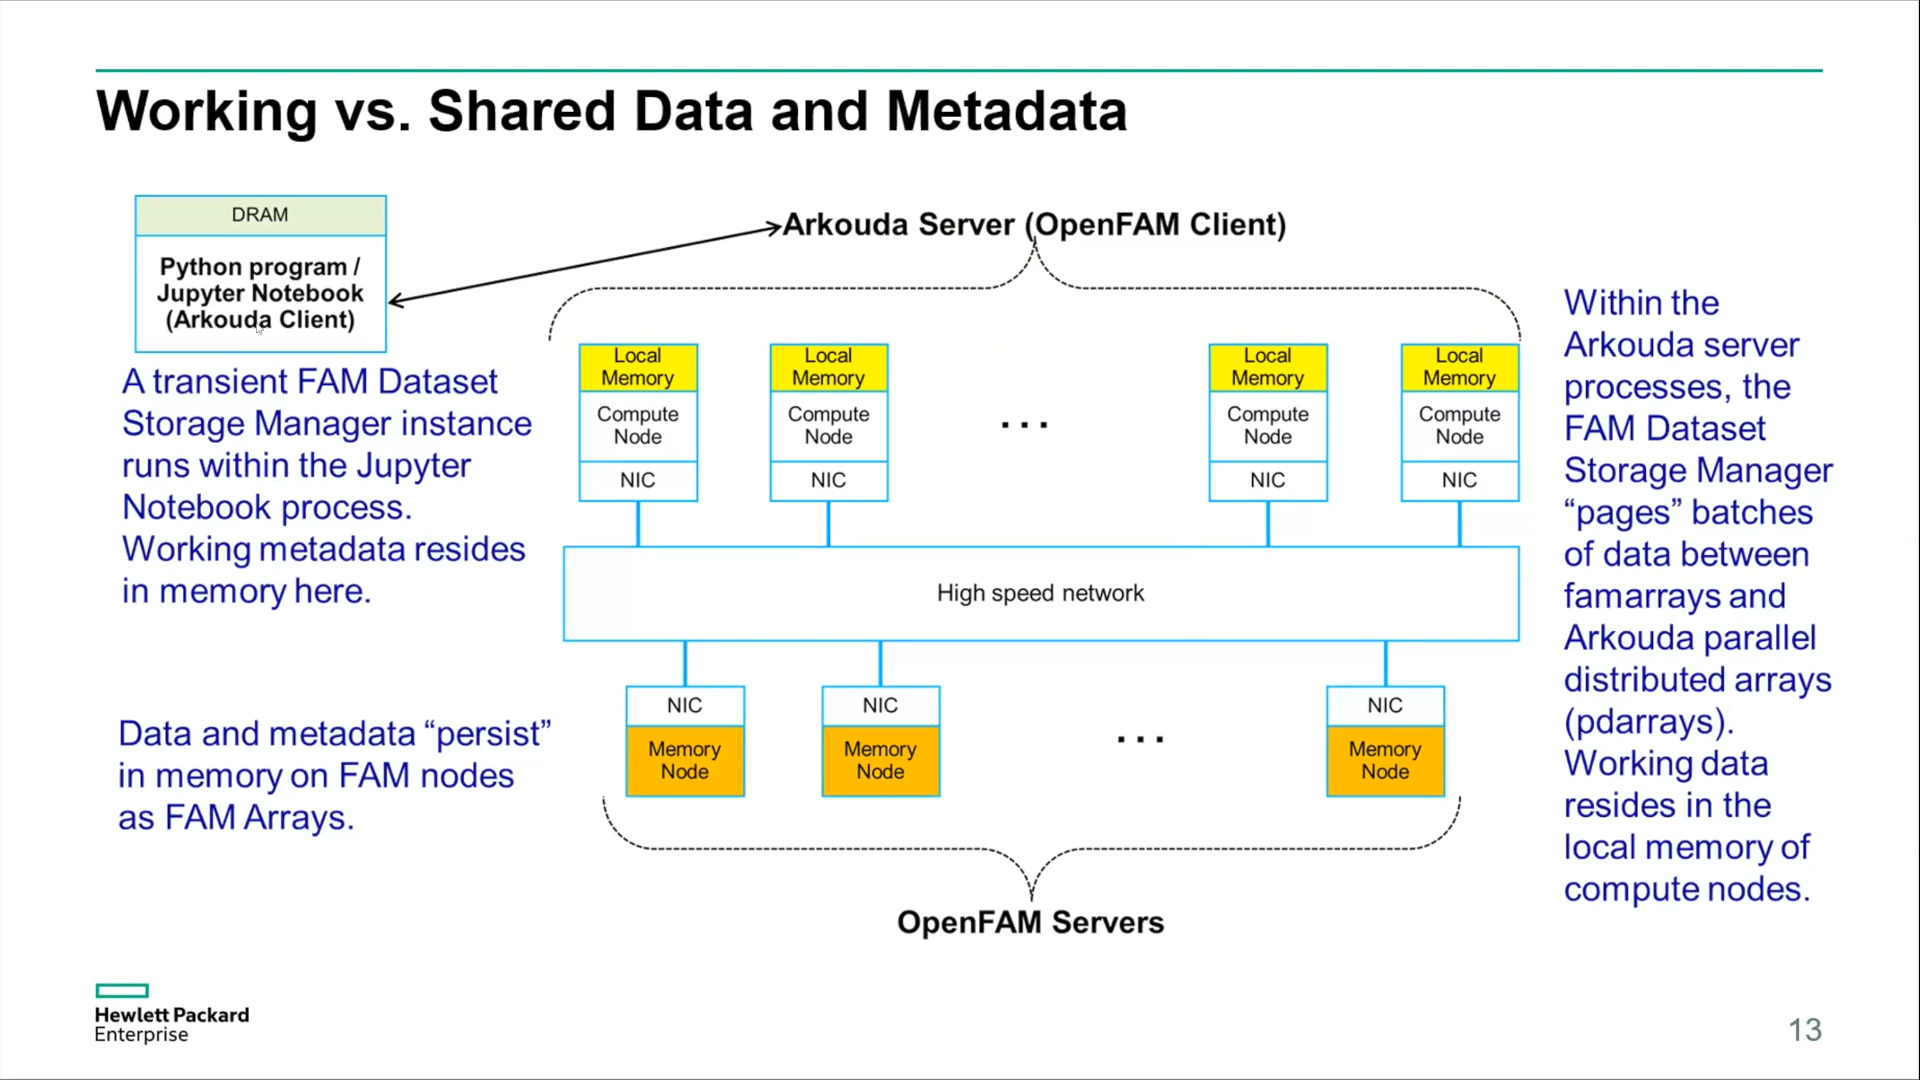 Working vs. Shared Data and Metadata
DRAM
Python program /
Jupyter Notebook
(Arkouda Client)
Arkouda Server (OpenFAM Client)
A transient FAM Dataset
Storage Manager instance
runs within the Jupyter
Notebook process.
Working metadata resides
in memory here.
Local
Memory
Compute
Node
NIC
Local
Memory
Compute
Node
NIC
...
Local
Memory
Compute
Node
NIC
Local
Memory
Compute
Node
NIC
High speed network
Data and metadata “persist”
in memory on FAM nodes
as FAM Arrays.
NIC
Memory
Node
NIC
Memory
Node
...
NIC
Memory
Node
OpenFAM Servers
Within the
Arkouda server
processes, the
FAM Dataset
Storage Manager
“pages” batches
of data between
famarrays and
Arkouda parallel
distributed arrays
(pdarrays).
Working data
resides in the
local memory of
compute nodes.
Hewlett Packard
Enterprise
13